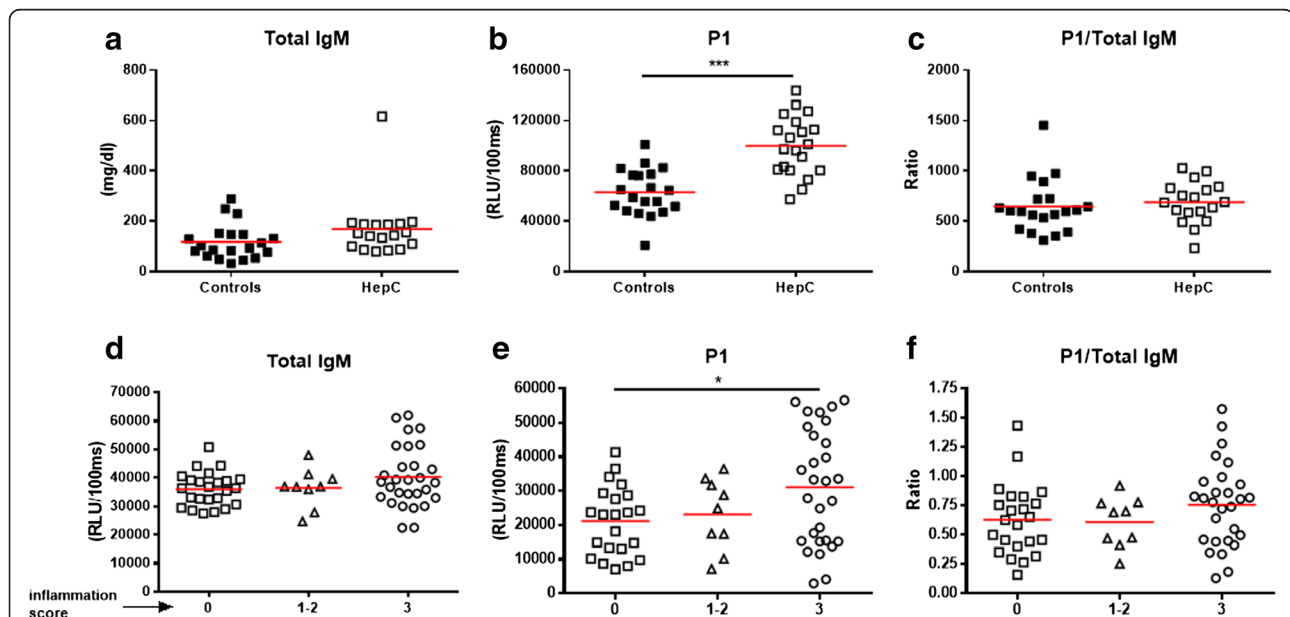 a
Total IgM
800
600
400
200
0
(mg/dl)
Controls
HepC
b
P1
***
160000
120000
80000
40000
0
(RLU/100ms)
Controls
HepC
c
P1/Total IgM
2000
1500
1000
500
0
Ratio
Controls
HepC
d
Total IgM
70000
60000
50000
40000
30000
20000
10000
0
(RLU/100ms)
inflammation
score
0
1-2
3
e
P1
*
60000
50000
40000
30000
20000
10000
0
(RLU/100ms)
0
1-2
3
f
P1/Total IgM
1.75
1.50
1.25
1.00
0.75
0.50
0.25
0.00
Ratio
0
1-2
3